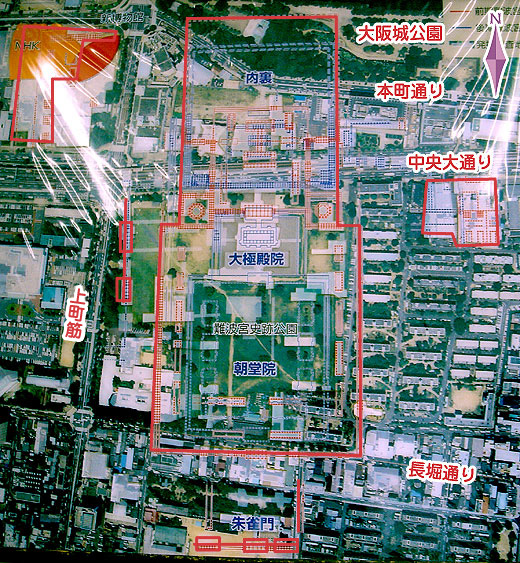 大阪城公園
N
NHK
内裏
本町通り
中央大通り
大極殿院
上町筋
難波宮史跡公園
朝堂院
長堀通り
朱雀門